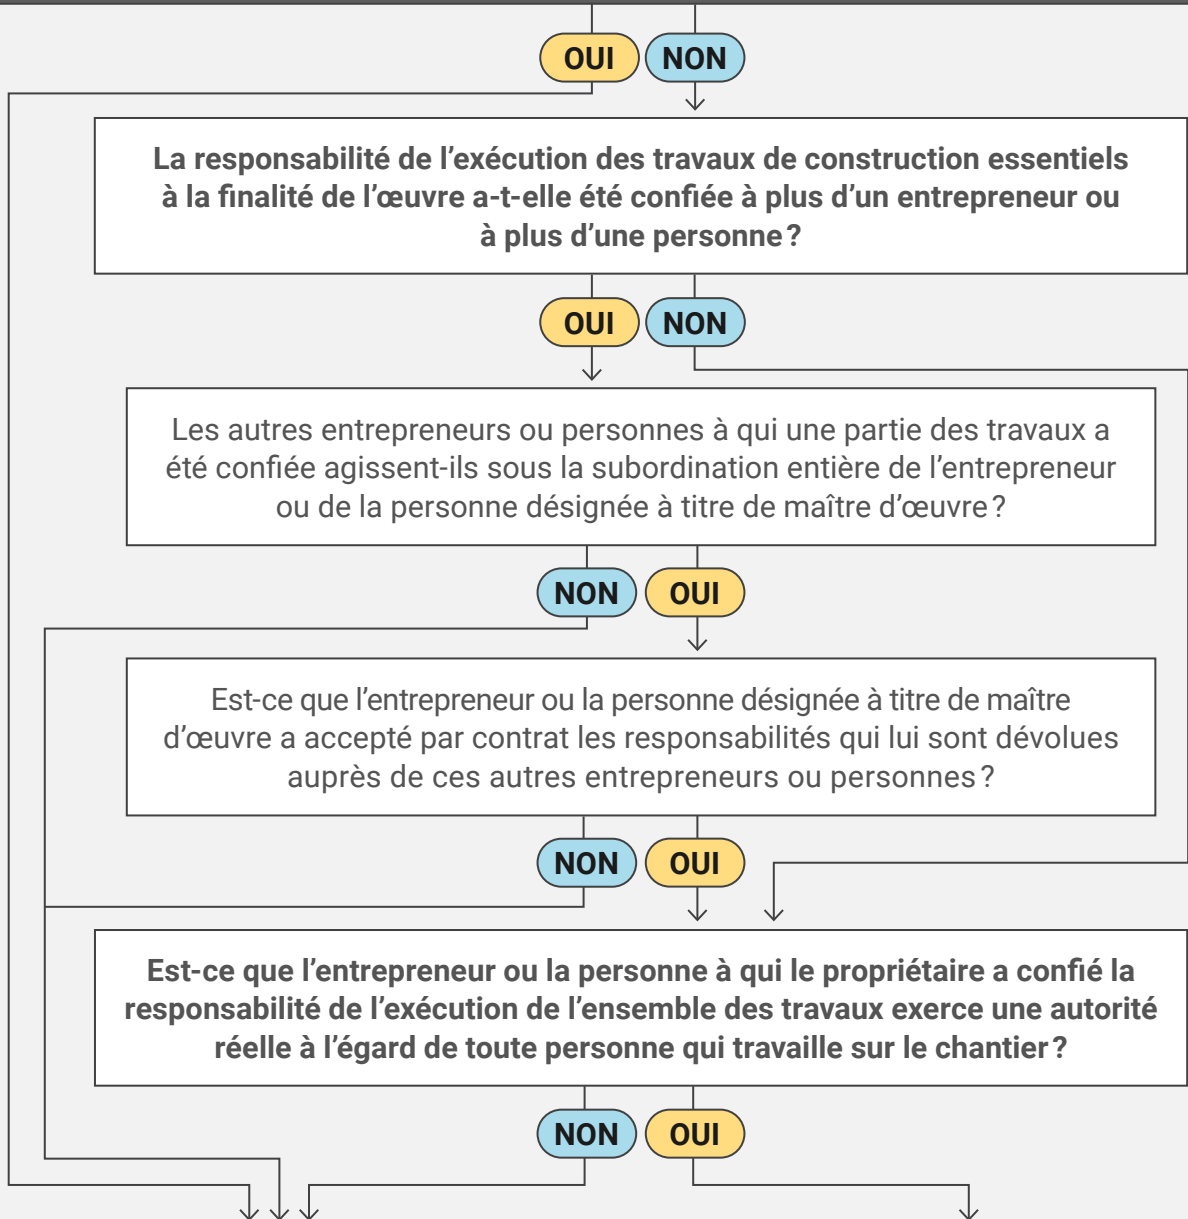 OUI NON
La responsabilité de l’exécution des travaux de construction essentiels
à la finalité de l’œuvre a-t-elle été confiée à plus d’un entrepreneur ou
à plus d’une personne ?
OUI NON
Les autres entrepreneurs ou personnes à qui une partie des travaux a
été confiée agissent-ils sous la subordination entière de l’entrepreneur
ou de la personne désignée à titre de maître d’œuvre ?
NON OUI
Est-ce que l’entrepreneur ou la personne désignée à titre de maître
d’œuvre a accepté par contrat les responsabilités qui lui sont dévolues
auprès de ces autres entrepreneurs ou personnes ?
NON OUI
Est-ce que l’entrepreneur ou la personne à qui le propriétaire a confié la
responsabilité de l’exécution de l’ensemble des travaux exerce une autorité
réelle à l’égard de toute personne qui travaille sur le chantier ?
NON OUI